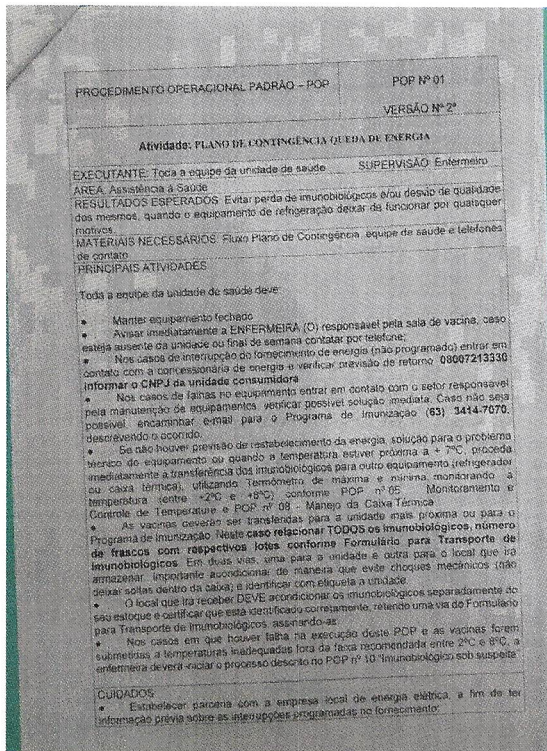 PROCEDIMENTO OPERACIONAL PADRÃO – POP
POP Nº 01
VERSÃO Nº 2ª
Atividade: PLANO DE CONTINGÊNCIA QUEDA DE ENERGIA
EXECUTANTE: Toda a equipe da unidade de saúde
SUPERVISÃO: Enfermeiro
ÁREA: Assistência à Saúde
RESULTADOS ESPERADOS: Evitar perda de imunobiológicos e/ou desvio de qualidade
dos mesmos, quando o equipamento de refrigeração deixar de funcionar por quaisquer
motivos.
MATERIAIS NECESSÁRIOS: Fluxo Plano de Contingência, equipe de saúde e telefones
de contato
PRINCIPAIS ATIVIDADES
Toda a equipe da unidade de saúde deve:
• Manter equipamento fechado
• Avisar imediatamente a ENFERMEIRA (O) responsável pela sala de vacina, caso
esteja ausente da unidade ou final de semana contatar por telefone;
• Nos casos de interrupção do fornecimento de energia (não programado) entrar em
contato com a concessionária de energia e verificar previsão de retorno 08007213330
informar o CNPJ da unidade consumidora
• Nos casos de falhas no equipamento entrar em contato com o setor responsável
pela manutenção de equipamentos, verificar possível solução imediata. Caso não seja
possível, encaminhar e-mail para o Programa de Imunização (63) 3414-7070,
descrevendo o ocorrido.
• Se não houver previsão de restabelecimento da energia, solução para o problema
técnico do equipamento ou quando a temperatura estiver próxima a + 7ºC, proceda
imediatamente a transferência dos imunobiológicos para outro equipamento (refrigerador
ou caixa térmica), utilizando Termômetro de máxima e mínima monitorando a
temperatura (entre +2ºC e +8ºC) conforme POP nº 05 Monitoramento e
Controle de Temperature e POP nº 08 - Manejo da Caixa Térmica
• As vacinas deverão ser transferidas para a unidade mais próxima ou para o
Programa de Imunização. Neste caso relacionar TODOS os imunobiológicos, número
de frascos com respectivos lotes conforme Formulário para Transporte de
Imunobiológicos. Em duas vias, uma para a unidade e outra para o local que irá
armazenar. Importante acondicionar de maneira que evite choques mecânicos (não
deixar soltas dentro da caixa) e identificar com etiqueta a unidade.
• O local que irá receber DEVE acondicionar os imunobiológicos separadamente do
seu estoque e certificar que está identificado corretamente, retendo uma via do Formulário
para Transporte de Imunobiológicos, assinando-as
• Nos casos em que houver falha na execução deste POP e as vacinas forem
submetidas a temperaturas inadequadas fora da faixa recomendada entre 2ºC e 8ºC, a
enfermeira deverá iniciar o processo descrito no POP nº 10 "Imunobiológico sob suspeita"
CUIDADOS
• Estabelecer parceria com a empresa local de energia elétrica, a fim de ter
informação prévia sobre as interrupções programadas no fornecimento;